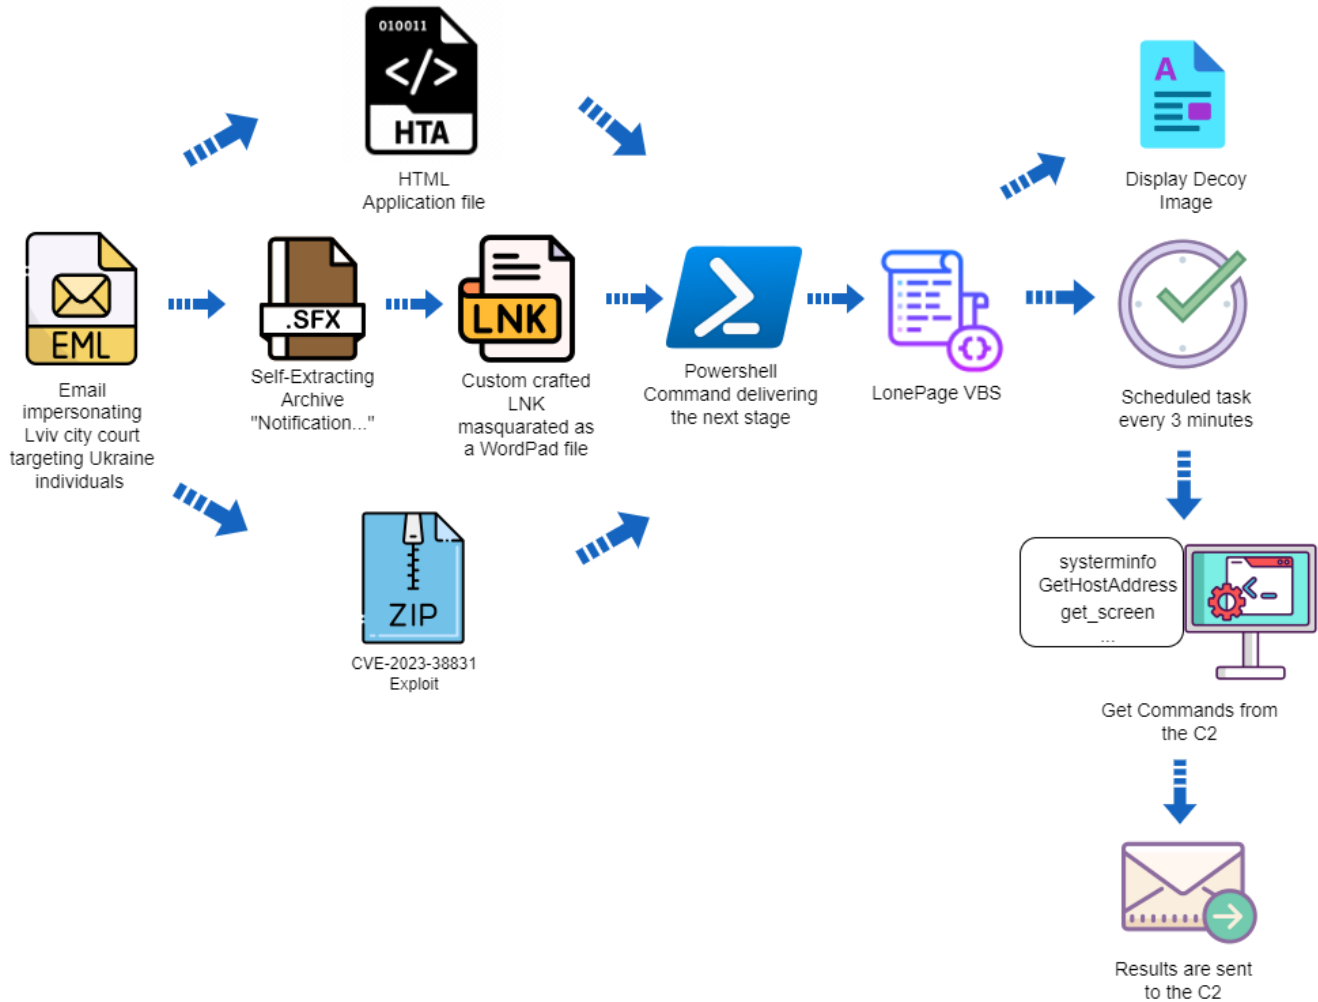 010011
</>
HTA
HTML
Application file
EML
Email
impersonating
Lviv city court
targeting Ukraine
individuals
.SFX
Self-Extracting
Archive
"Notification..."
LNK
Custom crafted
LNK
masquarated as
a WordPad file
ZIP
CVE-2023-38831
Exploit
Powershell
Command delivering
the next stage
LonePage VBS
A
Display Decoy
Image
Scheduled task
every 3 minutes
systerminfo
GetHostAddress
get_screen
...
Get Commands from
the C2
Results are sent
to the C2